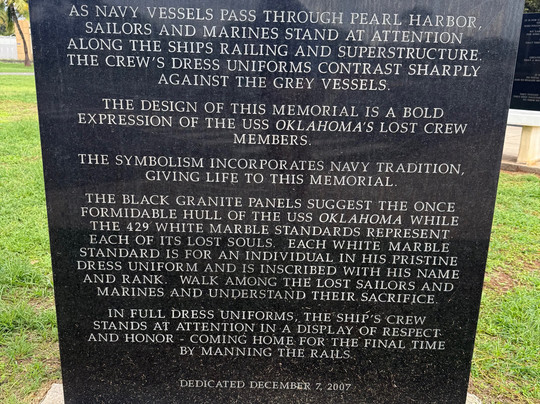 AS NAVY VESSELS PASS THROUGH PEARL HARBOR,
SAILORS AND MARINES STAND AT ATTENTION
ALONG THE SHIPS RAILING AND SUPERSTRUCTURE.
THE CREW'S DRESS UNIFORMS CONTRAST SHARPLY
AGAINST THE GREY VESSELS.
THE DESIGN OF THIS MEMORIAL IS A BOLD
EXPRESSION OF THE USS OKLAHOMA'S LOST CREW
MEMBERS.
THE SYMBOLISM INCORPORATES NAVY TRADITION,
GIVING LIFE TO THIS MEMORIAL.
THE BLACK GRANITE PANELS SUGGEST THE ONCE
FORMIDABLE HULL OF THE USS OKLAHOMA WHILE
THE 429 WHITE MARBLE STANDARDS REPRESENT
EACH OF ITS LOST SOULS. EACH WHITE MARBLE
STANDARD IS FOR AN INDIVIDUAL IN HIS PRISTINE
DRESS UNIFORM AND IS INSCRIBED WITH HIS NAME
AND RANK. WALK AMONG THE LOST SAILORS AND
MARINES AND UNDERSTAND THEIR SACRIFICE.
IN FULL DRESS UNIFORMS, THE SHIP'S CREW
STANDS AT ATTENTION IN A DISPLAY OF RESPECT
AND HONOR - COMING HOME FOR THE FINAL TIME
BY MANNING THE RAILS.
DEDICATED DECEMBER 7, 2007